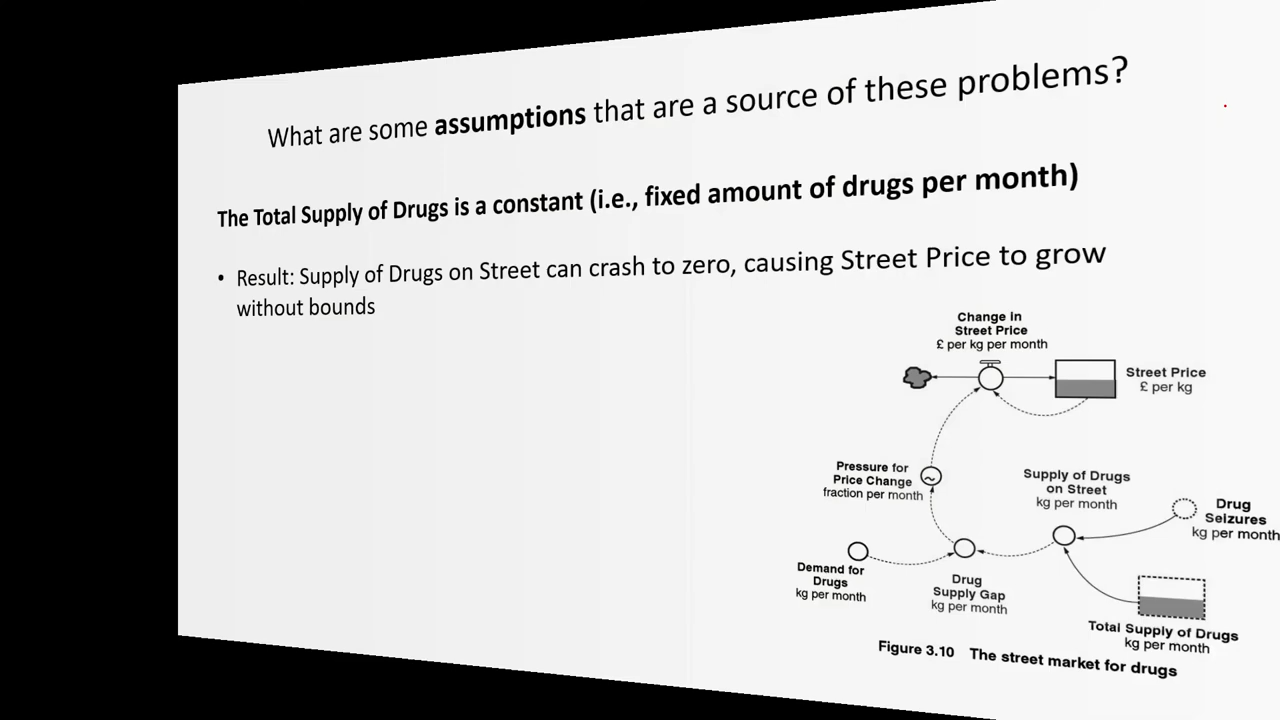 What are some assumptions that are a source of these problems?
The Total Supply of Drugs is a constant (i.e., fixed amount of drugs per month)
• Result: Supply of Drugs on Street can crash to zero, causing Street Price to grow
without bounds
Change in
Street Price
£ per kg per month
Street Price
£ per kg
Pressure for
Price Change
fraction per month
Supply of Drugs
on Street
kg per month
Drug
Seizures
kg per month
Demand for
Drugs
kg per month
Drug
Supply Gap
kg per month
Total Supply of Drugs
kg per month
Figure 3.10 The street market for drugs